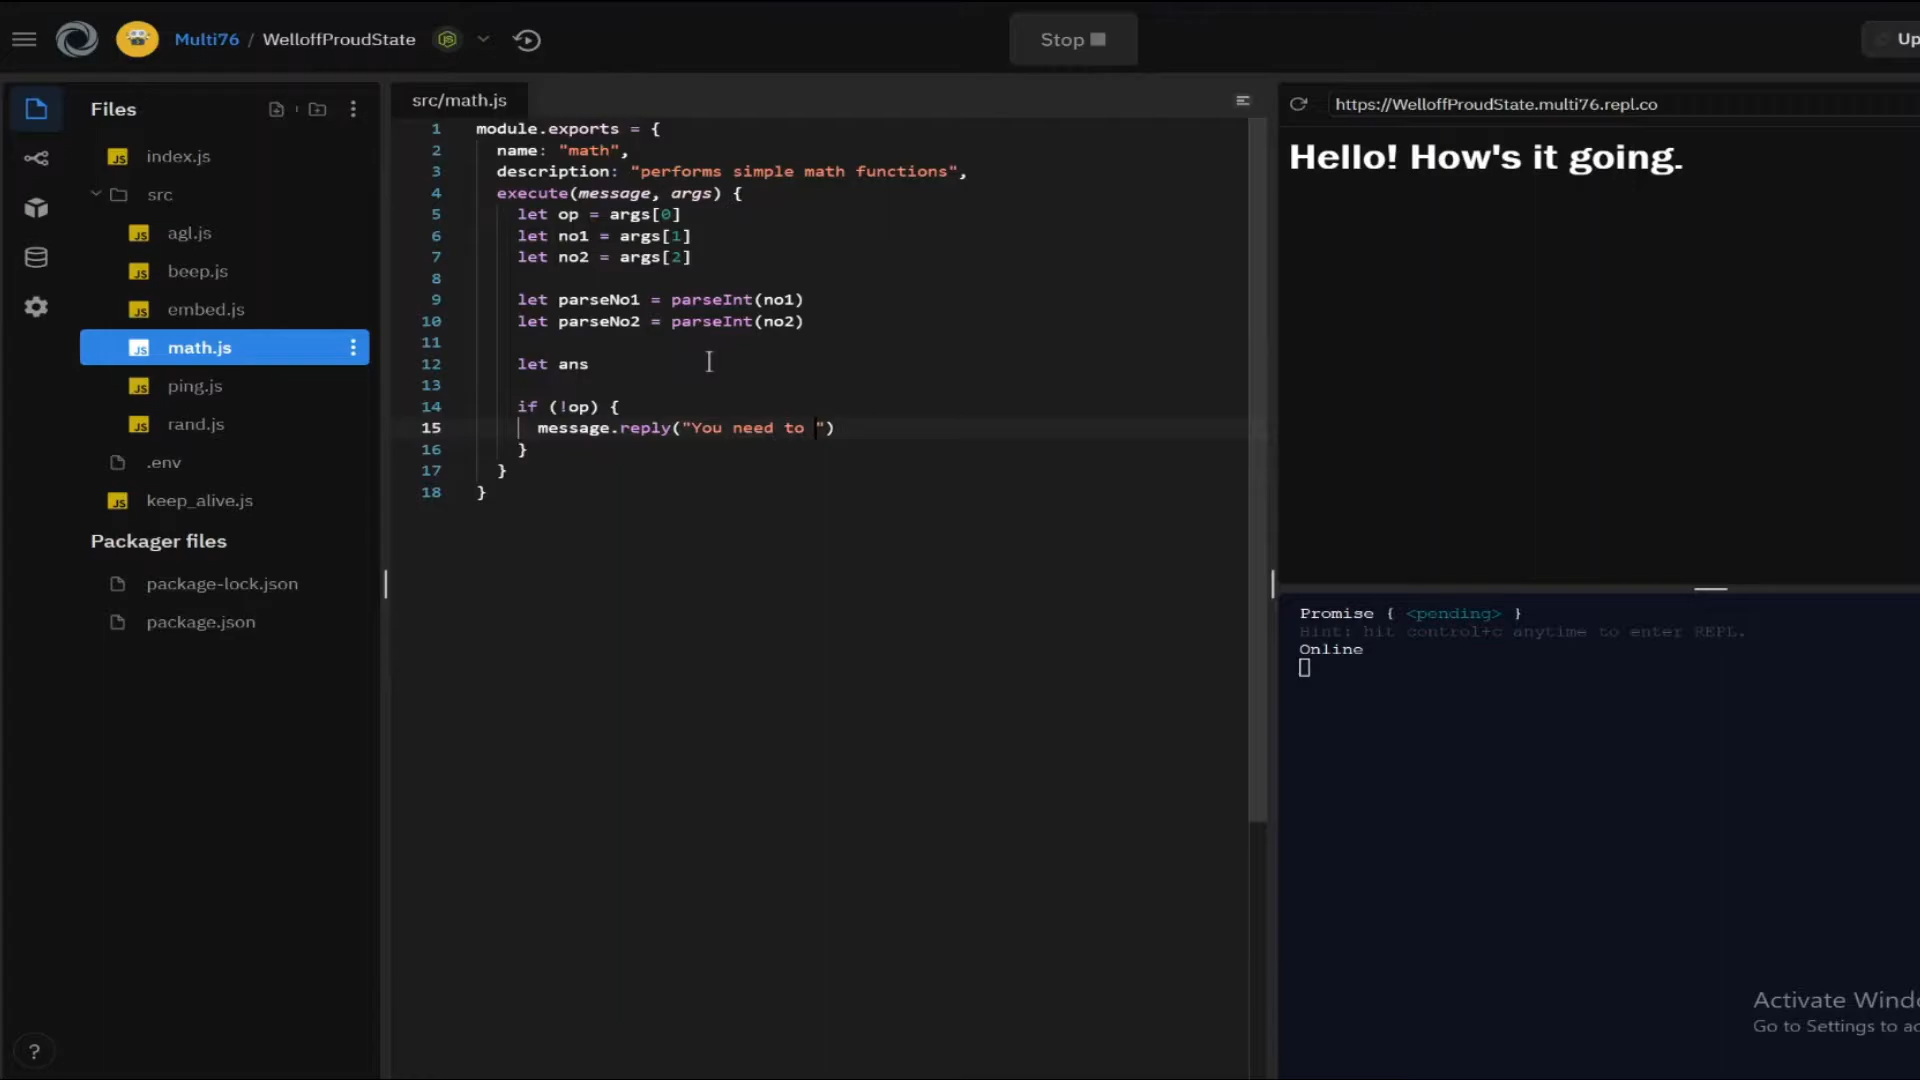 Multi76 / WelloffProudState
Stop
Up
Files
index.js
src
agl.js
beep.js
embed.js
math.js
ping.js
rand.js
.env
keep_alive.js
Packager files
package-lock.json
package.json
src/math.js
1 module.exports = {
2 name: "math",
3 description: "performs simple math functions",
4 execute(message, args) {
5 let op = args[0]
6 let no1 = args[1]
7 let no2 = args[2]
8
9 let parseNo1 = parseInt(no1)
10 let parseNo2 = parseInt(no2)
11
12 let ans
13
14 if (!op) {
15 message.reply("You need to ")
16 }
17 }
18 }
https://WelloffProudState.multi76.repl.co
Hello! How's it going.
Promise { <pending> }
Hint: hit control+c anytime to enter REPL.
Online
Activate Windo
Go to Settings to ac
?